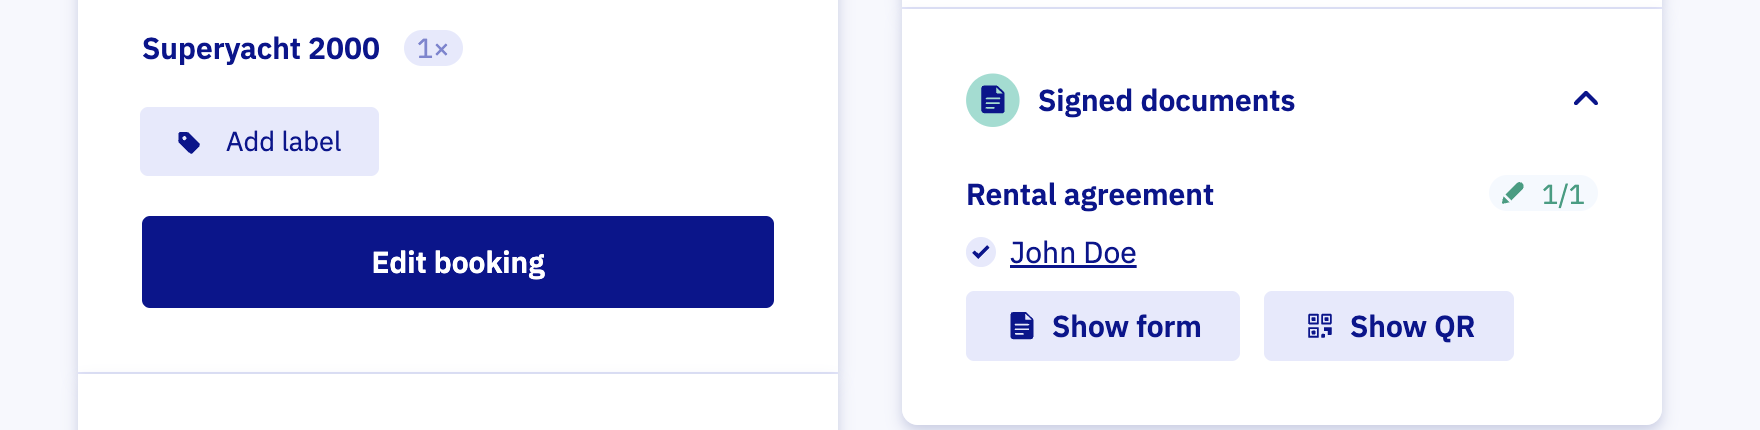 Superyacht 2000 1×
Add label
Edit booking
Signed documents
Rental agreement 1/1
John Doe
Show form Show QR